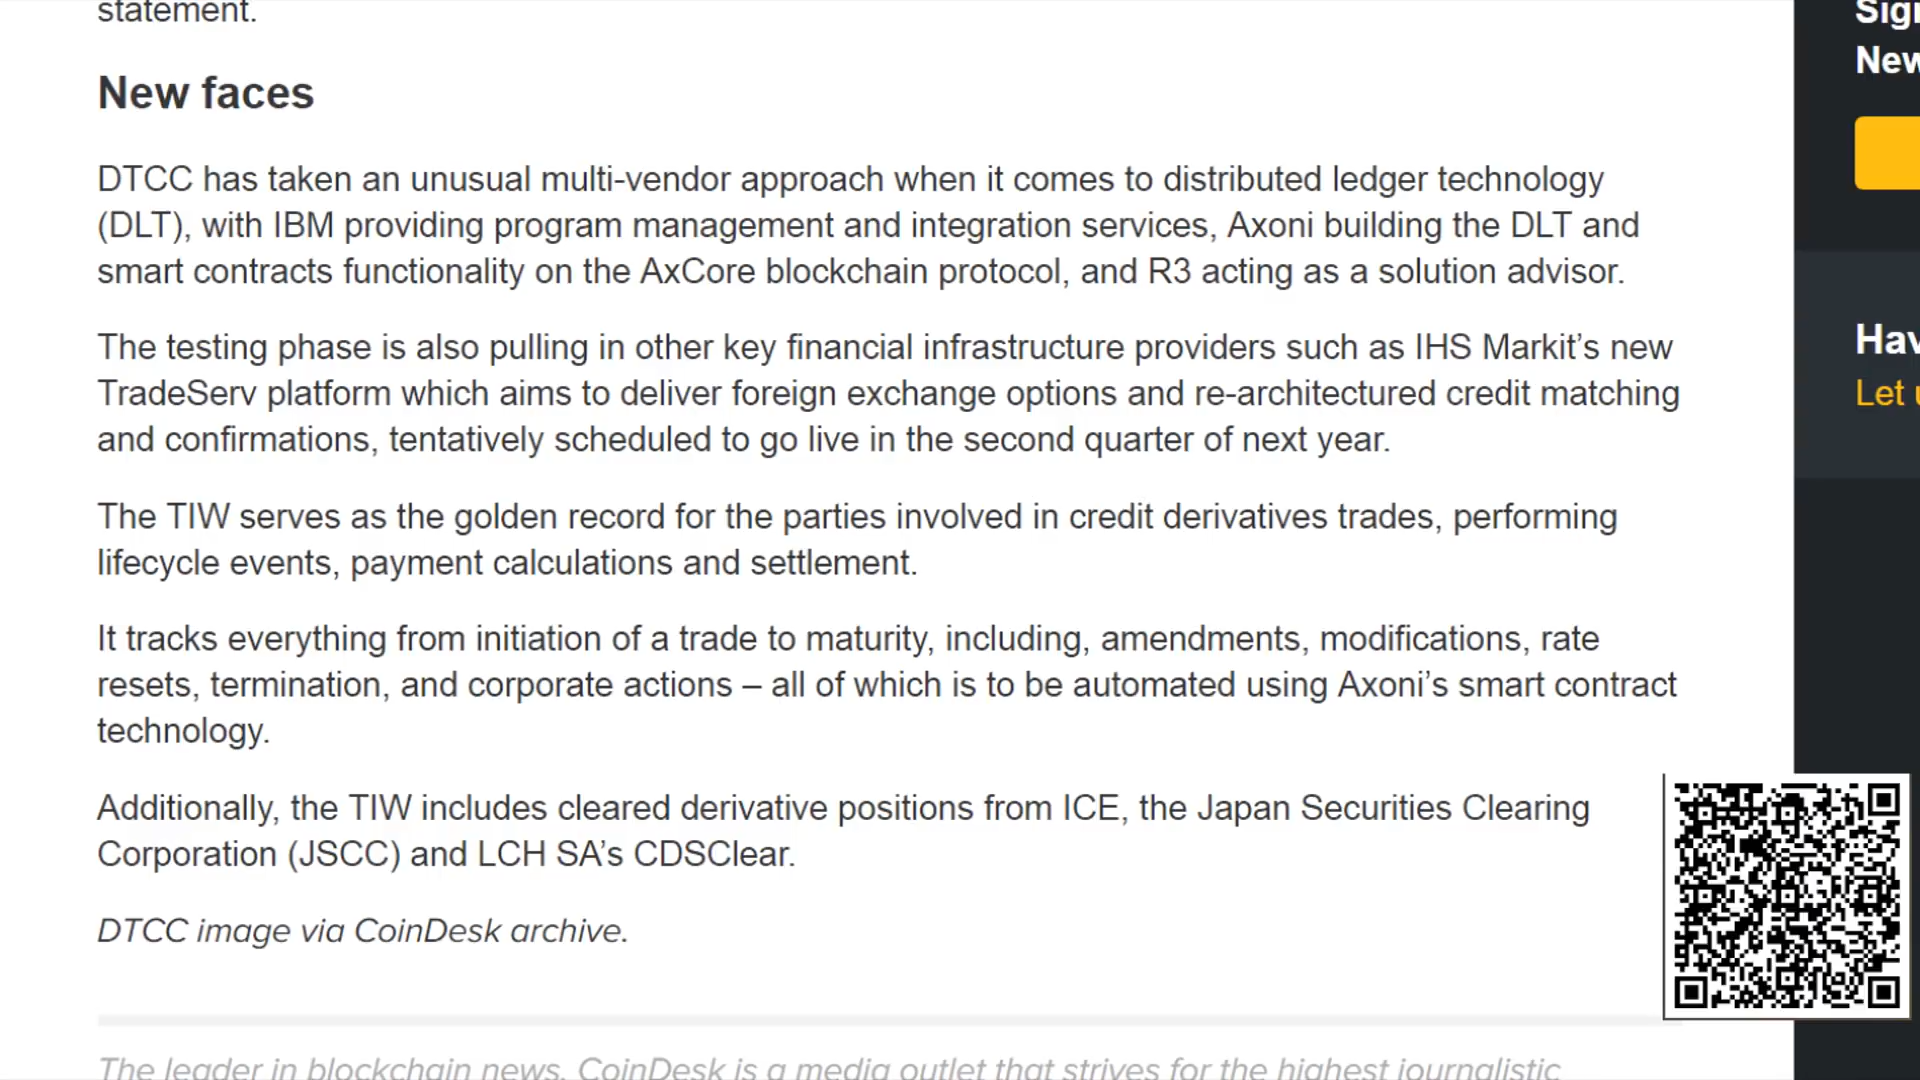 statement.
New faces
DTCC has taken an unusual multi-vendor approach when it comes to distributed ledger technology
(DLT), with IBM providing program management and integration services, Axoni building the DLT and
smart contracts functionality on the AxCore blockchain protocol, and R3 acting as a solution advisor.
The testing phase is also pulling in other key financial infrastructure providers such as IHS Markit’s new
TradeServ platform which aims to deliver foreign exchange options and re-architectured credit matching
and confirmations, tentatively scheduled to go live in the second quarter of next year.
The TIW serves as the golden record for the parties involved in credit derivatives trades, performing
lifecycle events, payment calculations and settlement.
It tracks everything from initiation of a trade to maturity, including, amendments, modifications, rate
resets, termination, and corporate actions – all of which is to be automated using Axoni’s smart contract
technology.
Additionally, the TIW includes cleared derivative positions from ICE, the Japan Securities Clearing
Corporation (JSCC) and LCH SA’s CDSClear.
DTCC image via CoinDesk archive.
The leader in blockchain news, CoinDesk is a media outlet that strives for the highest journalistic
Let